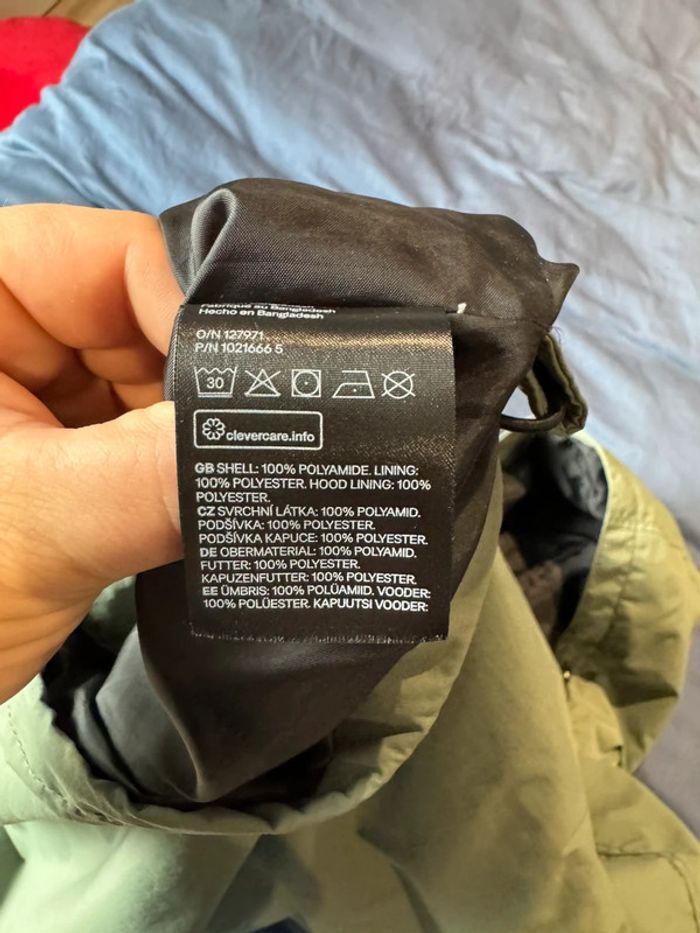 Fabriqué au Bangladesh
Hecho en Bangladesh
O/N 127971
P/N 1021666 5
30
clevercare.info
GB SHELL: 100% POLYAMIDE. LINING:
100% POLYESTER. HOOD LINING: 100%
POLYESTER.
CZ SVRCHNÍ LÁTKA: 100% POLYAMID.
PODŠÍVKA: 100% POLYESTER.
PODŠÍVKA KAPUCE: 100% POLYESTER.
DE OBERMATERIAL: 100% POLYAMID.
FUTTER: 100% POLYESTER.
KAPUZENFUTTER: 100% POLYESTER.
EE ÜMBRIS: 100% POLÜAMIID. VOODER:
100% POLÜESTER. KAPUUTSI VOODER: